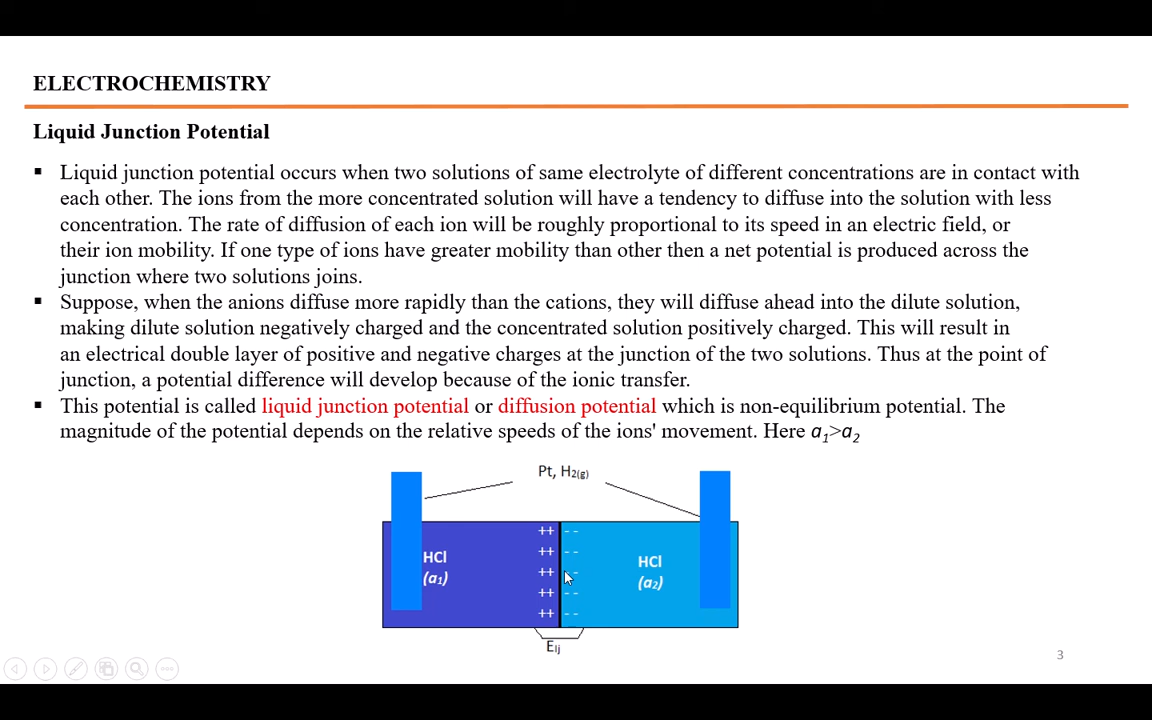 ELECTROCHEMISTRY
Liquid Junction Potential
▪ Liquid junction potential occurs when two solutions of same electrolyte of different concentrations are in contact with
each other. The ions from the more concentrated solution will have a tendency to diffuse into the solution with less
concentration. The rate of diffusion of each ion will be roughly proportional to its speed in an electric field, or
their ion mobility. If one type of ions have greater mobility than other then a net potential is produced across the
junction where two solutions joins.
▪ Suppose, when the anions diffuse more rapidly than the cations, they will diffuse ahead into the dilute solution,
making dilute solution negatively charged and the concentrated solution positively charged. This will result in
an electrical double layer of positive and negative charges at the junction of the two solutions. Thus at the point of
junction, a potential difference will develop because of the ionic transfer.
▪ This potential is called liquid junction potential or diffusion potential which is non-equilibrium potential. The
magnitude of the potential depends on the relative speeds of the ions' movement. Here a₁>a₂
Pt, H₂(g)
++ - -
++ - -
++ -
++ - -
++ - -
HCl
(a₁)
HCl
(a₂)
Elj
3